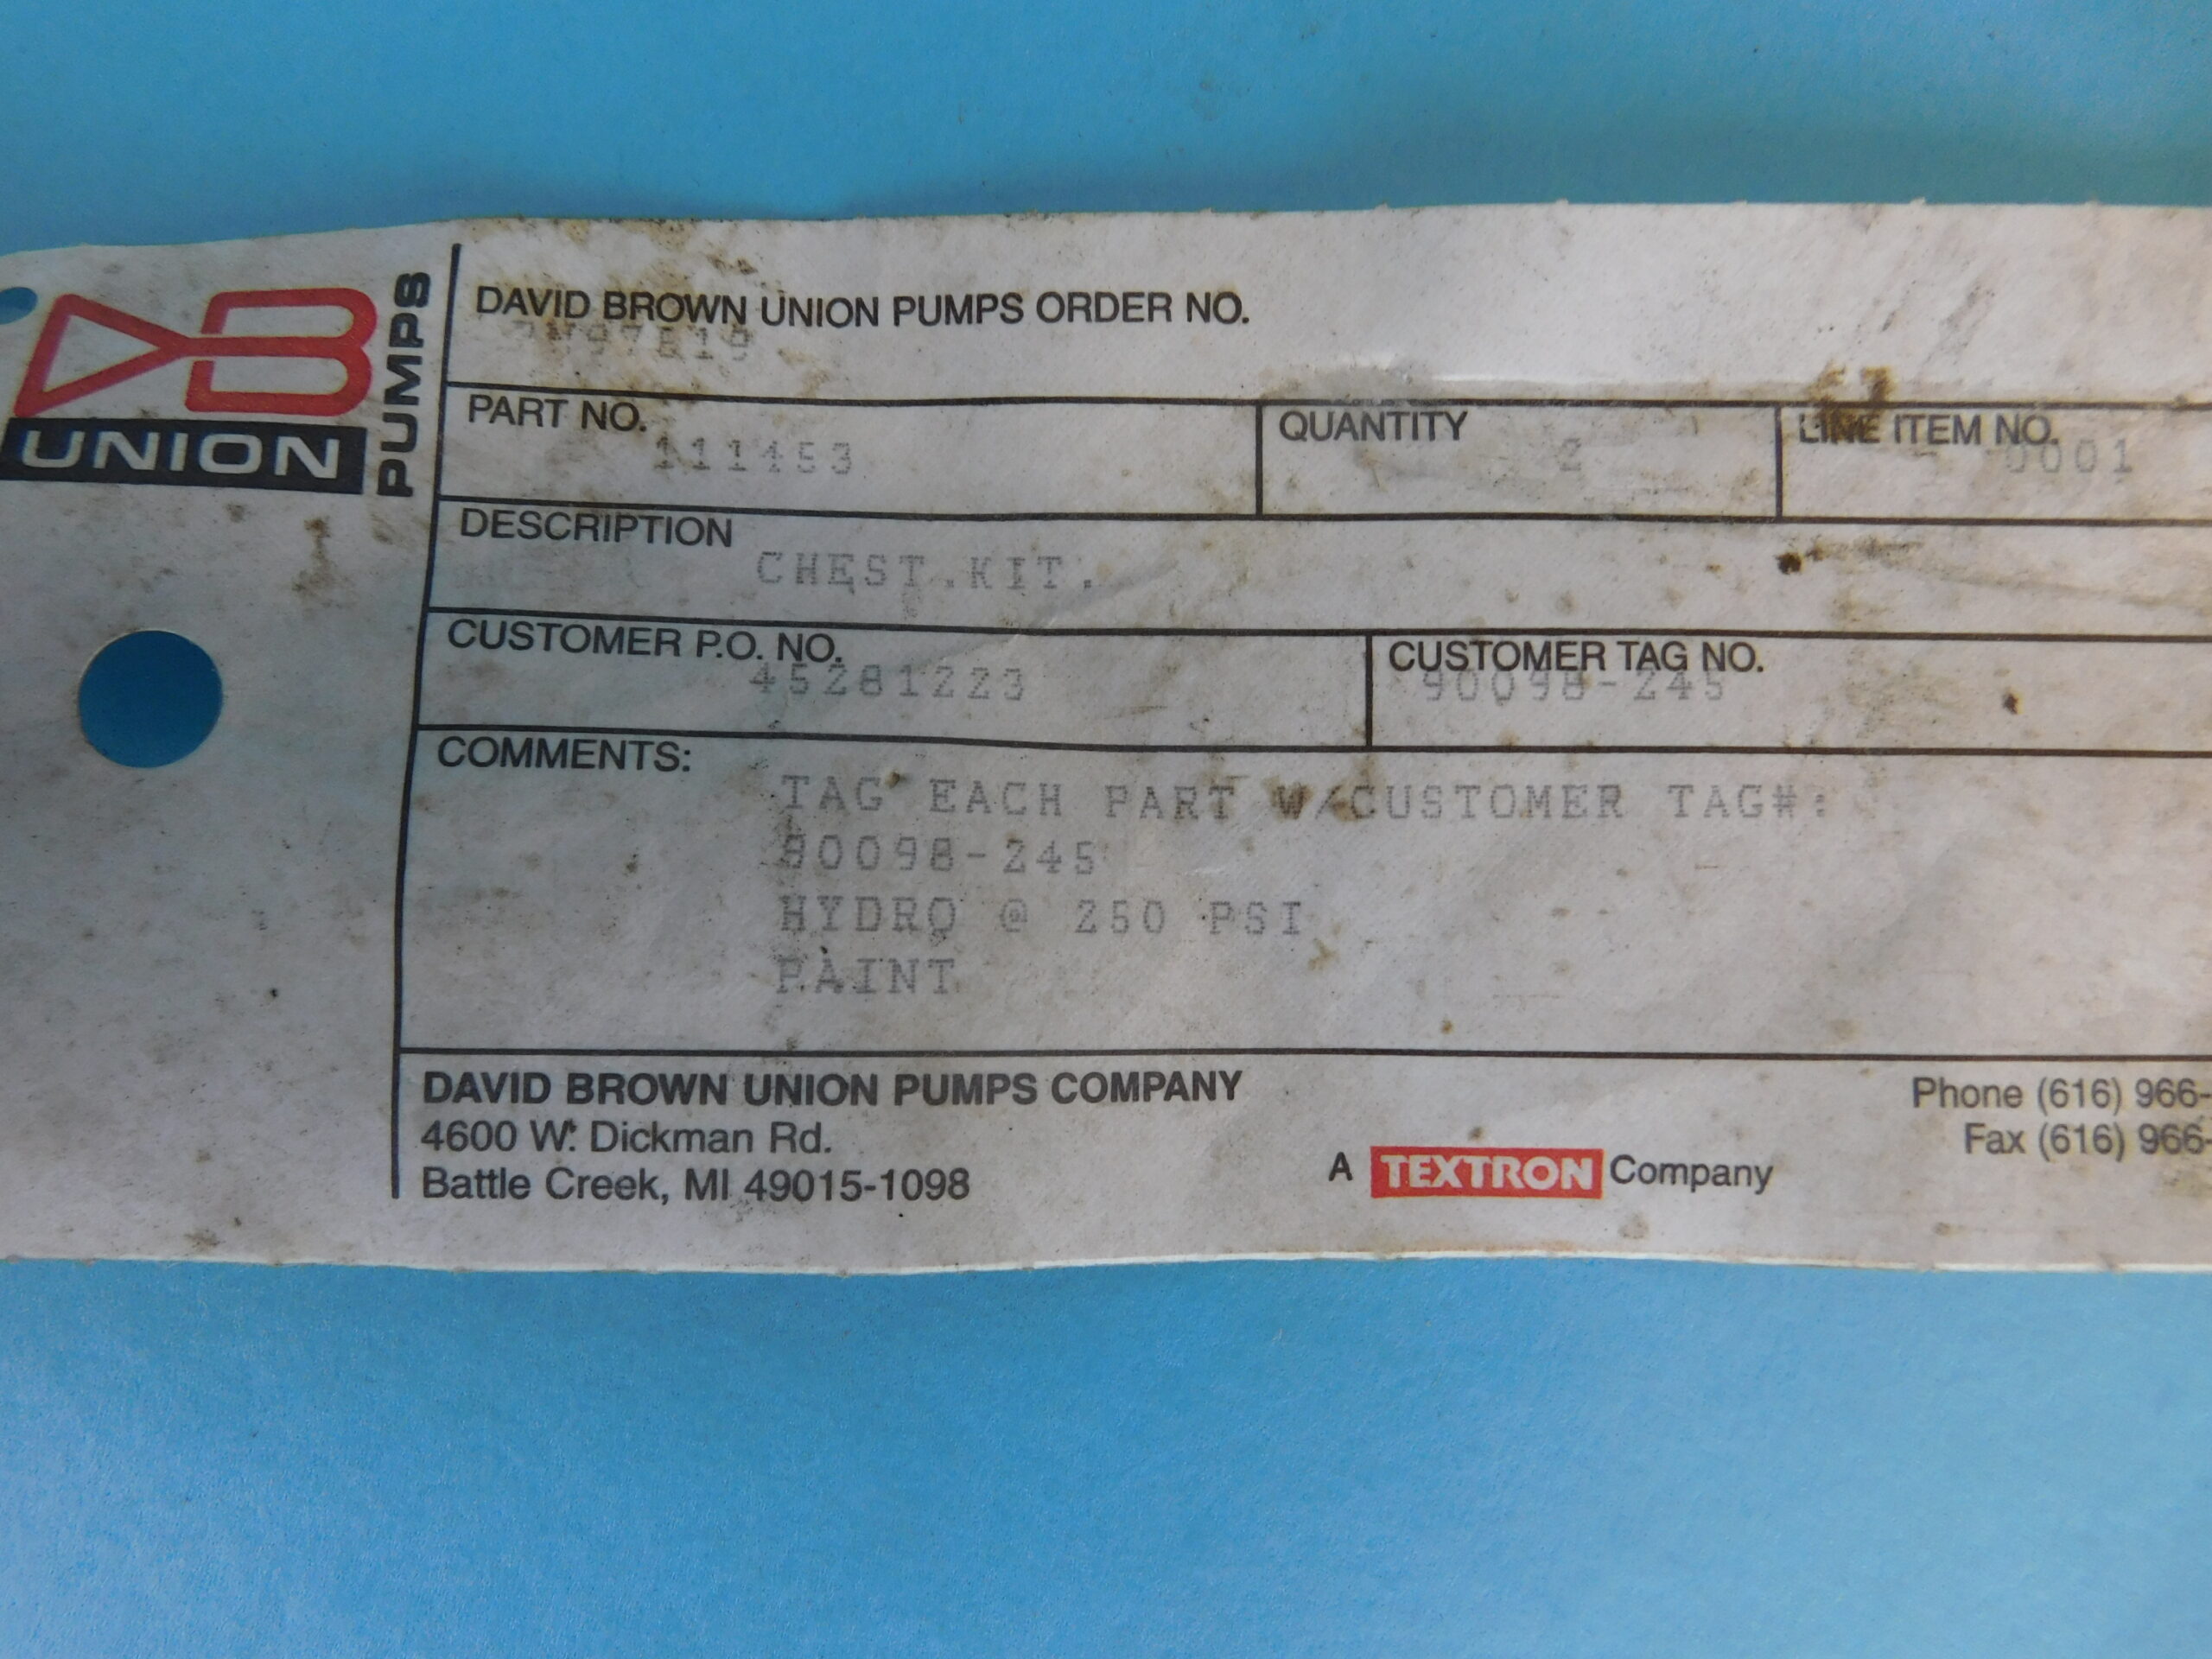 DB
UNION
PUMPS
DAVID BROWN UNION PUMPS ORDER NO.
PART NO.
111453
QUANTITY
2
LINE ITEM NO.
0001
DESCRIPTION
CHEST.KIT.
CUSTOMER P.O. NO.
45281223
CUSTOMER TAG NO.
90098-245
COMMENTS:
TAG EACH PART W/CUSTOMER TAG#:
90098-245
HYDRO @ 250 PSI
PAINT
DAVID BROWN UNION PUMPS COMPANY
4600 W. Dickman Rd.
Battle Creek, MI 49015-1098
A TEXTRON Company
Phone (616) 966-
Fax (616) 966-